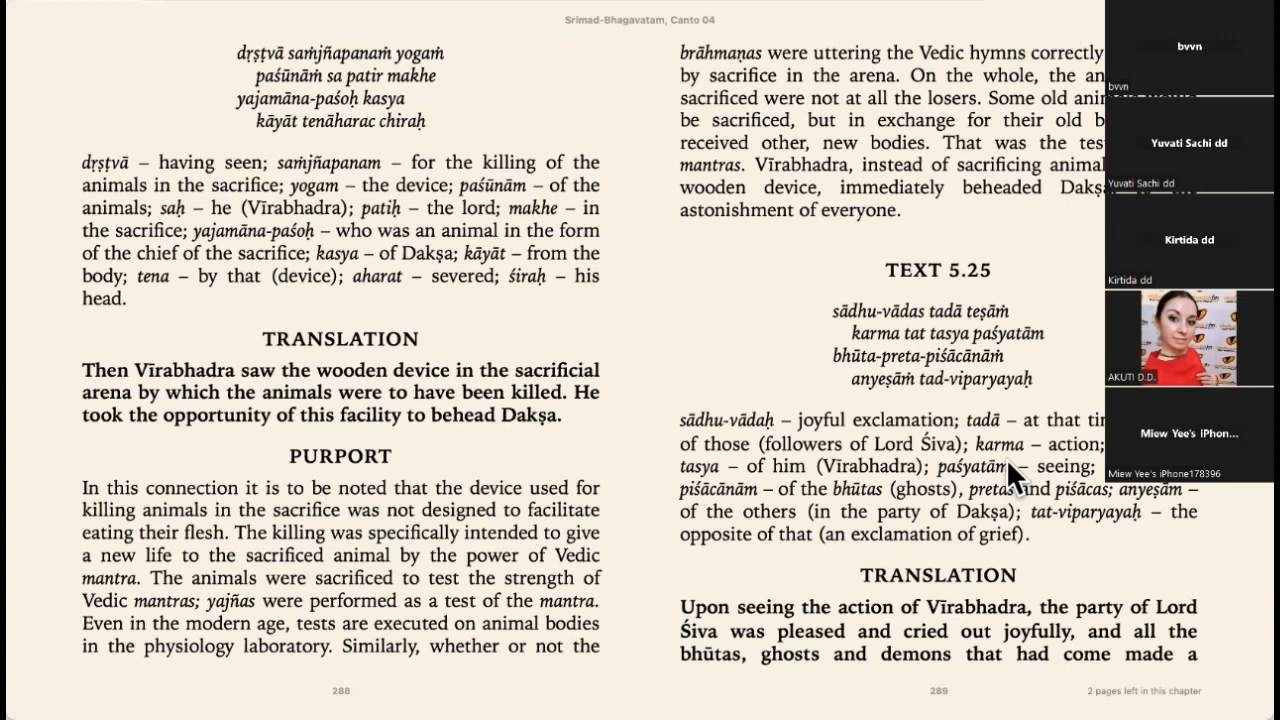 Srimad-Bhagavatam, Canto 04
dṛṣṭvā saṁjñapanaṁ yogaṁ
paśūnāṁ sa patir makhe
yajamāna-paśoḥ kasya
kāyāt tenāharac chiraḥ
dṛṣṭvā – having seen; saṁjñapanam – for the killing of the
animals in the sacrifice; yogam – the device; paśūnām – of the
animals; saḥ – he (Vīrabhadra); patiḥ – the lord; makhe – in
the sacrifice; yajamāna-paśoḥ – who was an animal in the form
of the chief of the sacrifice; kasya – of Dakṣa; kāyāt – from the
body; tena – by that (device); aharat – severed; śiraḥ – his
head.
TRANSLATION
Then Vīrabhadra saw the wooden device in the sacrificial
arena by which the animals were to have been killed. He
took the opportunity of this facility to behead Dakṣa.
PURPORT
In this connection it is to be noted that the device used for
killing animals in the sacrifice was not designed to facilitate
eating their flesh. The killing was specifically intended to give
a new life to the sacrificed animal by the power of Vedic
mantra. The animals were sacrificed to test the strength of
Vedic mantras; yajñas were performed as a test of the mantra.
Even in the modern age, tests are executed on animal bodies
in the physiology laboratory. Similarly, whether or not the
288
brāhmaṇas were uttering the Vedic hymns correctly
by sacrifice in the arena. On the whole, the an
sacrificed were not at all the losers. Some old anir
be sacrificed, but in exchange for their old b
received other, new bodies. That was the tes
mantras. Vīrabhadra, instead of sacrificing animal
wooden device, immediately beheaded Dakṣa
astonishment of everyone.
TEXT 5.25
sādhu-vādas tadā teṣāṁ
karma tat tasya paśyatām
bhūta-preta-piśācānāṁ
anyeṣāṁ tad-viparyayaḥ
sādhu-vādaḥ – joyful exclamation; tadā – at that tir
of those (followers of Lord Śiva); karma – action;
tasya – of him (Vīrabhadra); paśyatām – seeing;
piśācānām – of the bhūtas (ghosts), pretas and piśācas; anyeṣām –
of the others (in the party of Dakṣa); tat-viparyayaḥ – the
opposite of that (an exclamation of grief).
TRANSLATION
Upon seeing the action of Vīrabhadra, the party of Lord
Śiva was pleased and cried out joyfully, and all the
bhūtas, ghosts and demons that had come made a
289
2 pages left in this chapter
bvvn
bvvn
Yuvati Sachi dd
Yuvati Sachi dd
Kirtida dd
Kirtida dd
AKUTI D.D.
Miew Yee's iPhon...
Miew Yee's iPhone178396